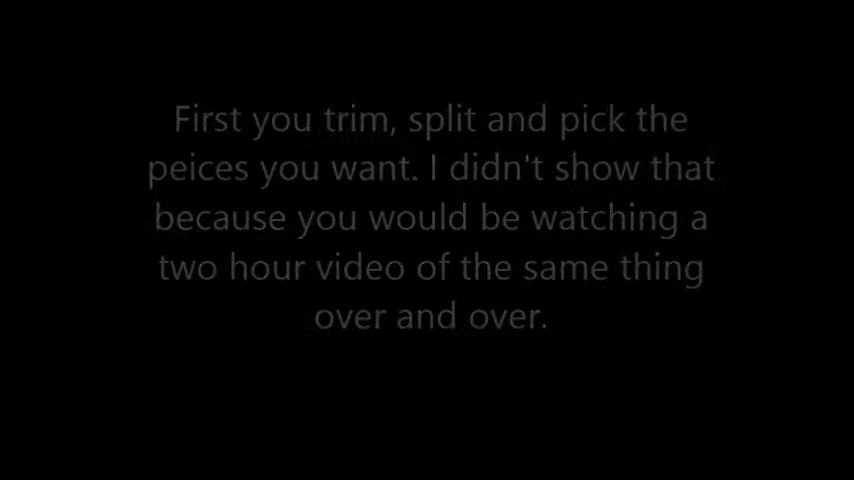 First you trim, split and pick the
peices you want. I didn't show that
because you would be watching a
two hour video of the same thing
over and over.